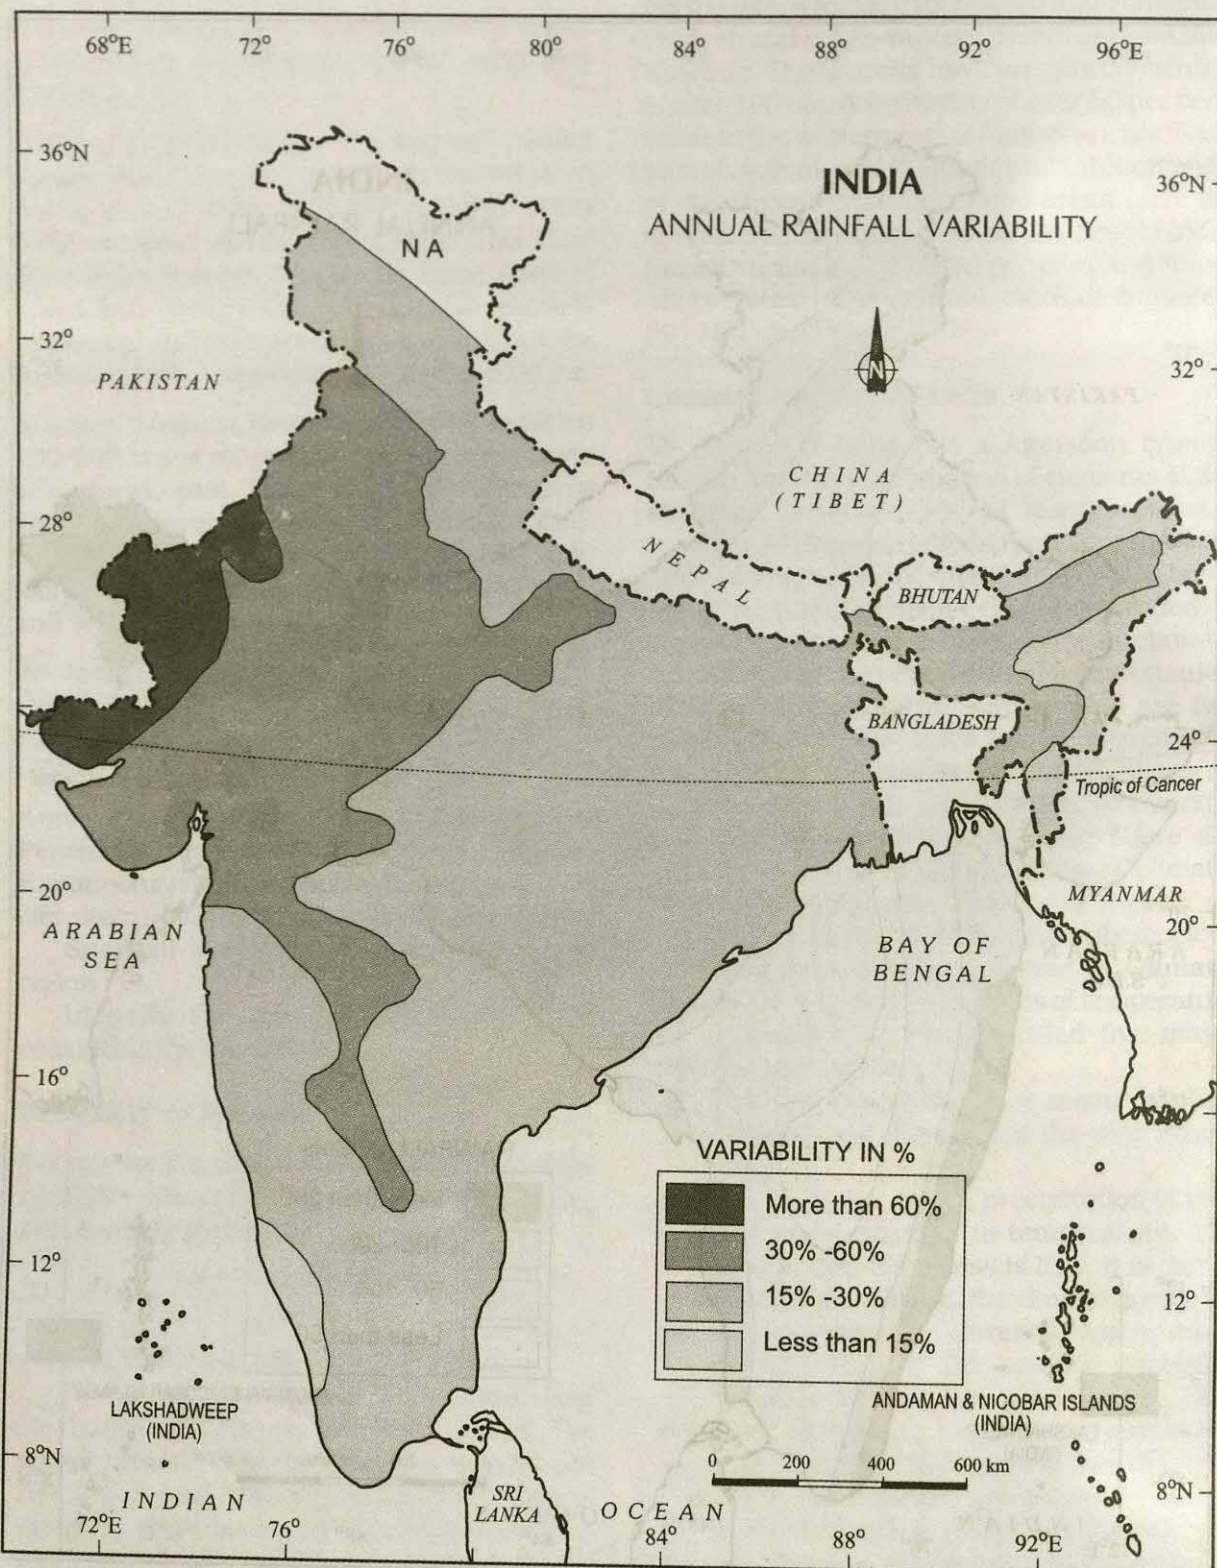 68°E 72° 76° 80° 84° 88° 92° 96°E
36°N
INDIA
36°N
ANNUAL RAINFALL VARIABILITY
NA
32°
N
32°
PAKISTAN
CHINA
(TIBET)
28°
NEPAL
BHUTAN
BANGLADESH
24°
Tropic of Cancer
20°
MYANMAR
20°
ARABIAN
SEA
BAY OF
BENGAL
16°
VARIABILITY IN %
More than 60%
30% -60%
15% -30%
Less than 15%
12°
12°
LAKSHADWEEP
(INDIA)
ANDAMAN & NICOBAR ISLANDS
(INDIA)
8°N
0 200 400 600 km
8°N
INDIAN
SRI
LANKA
OCEAN
72°E 76° 84° 88° 92°E